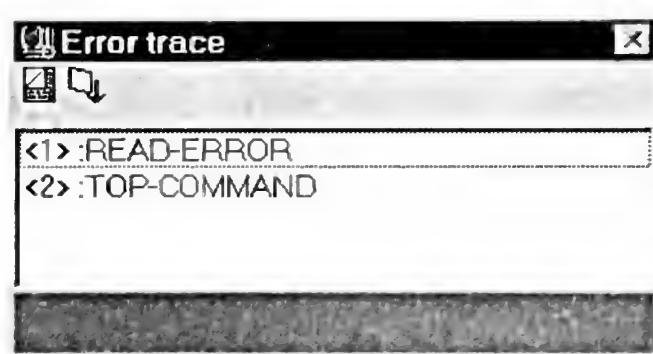 Error trace
<1> :READ-ERROR
<2> :TOP-COMMAND